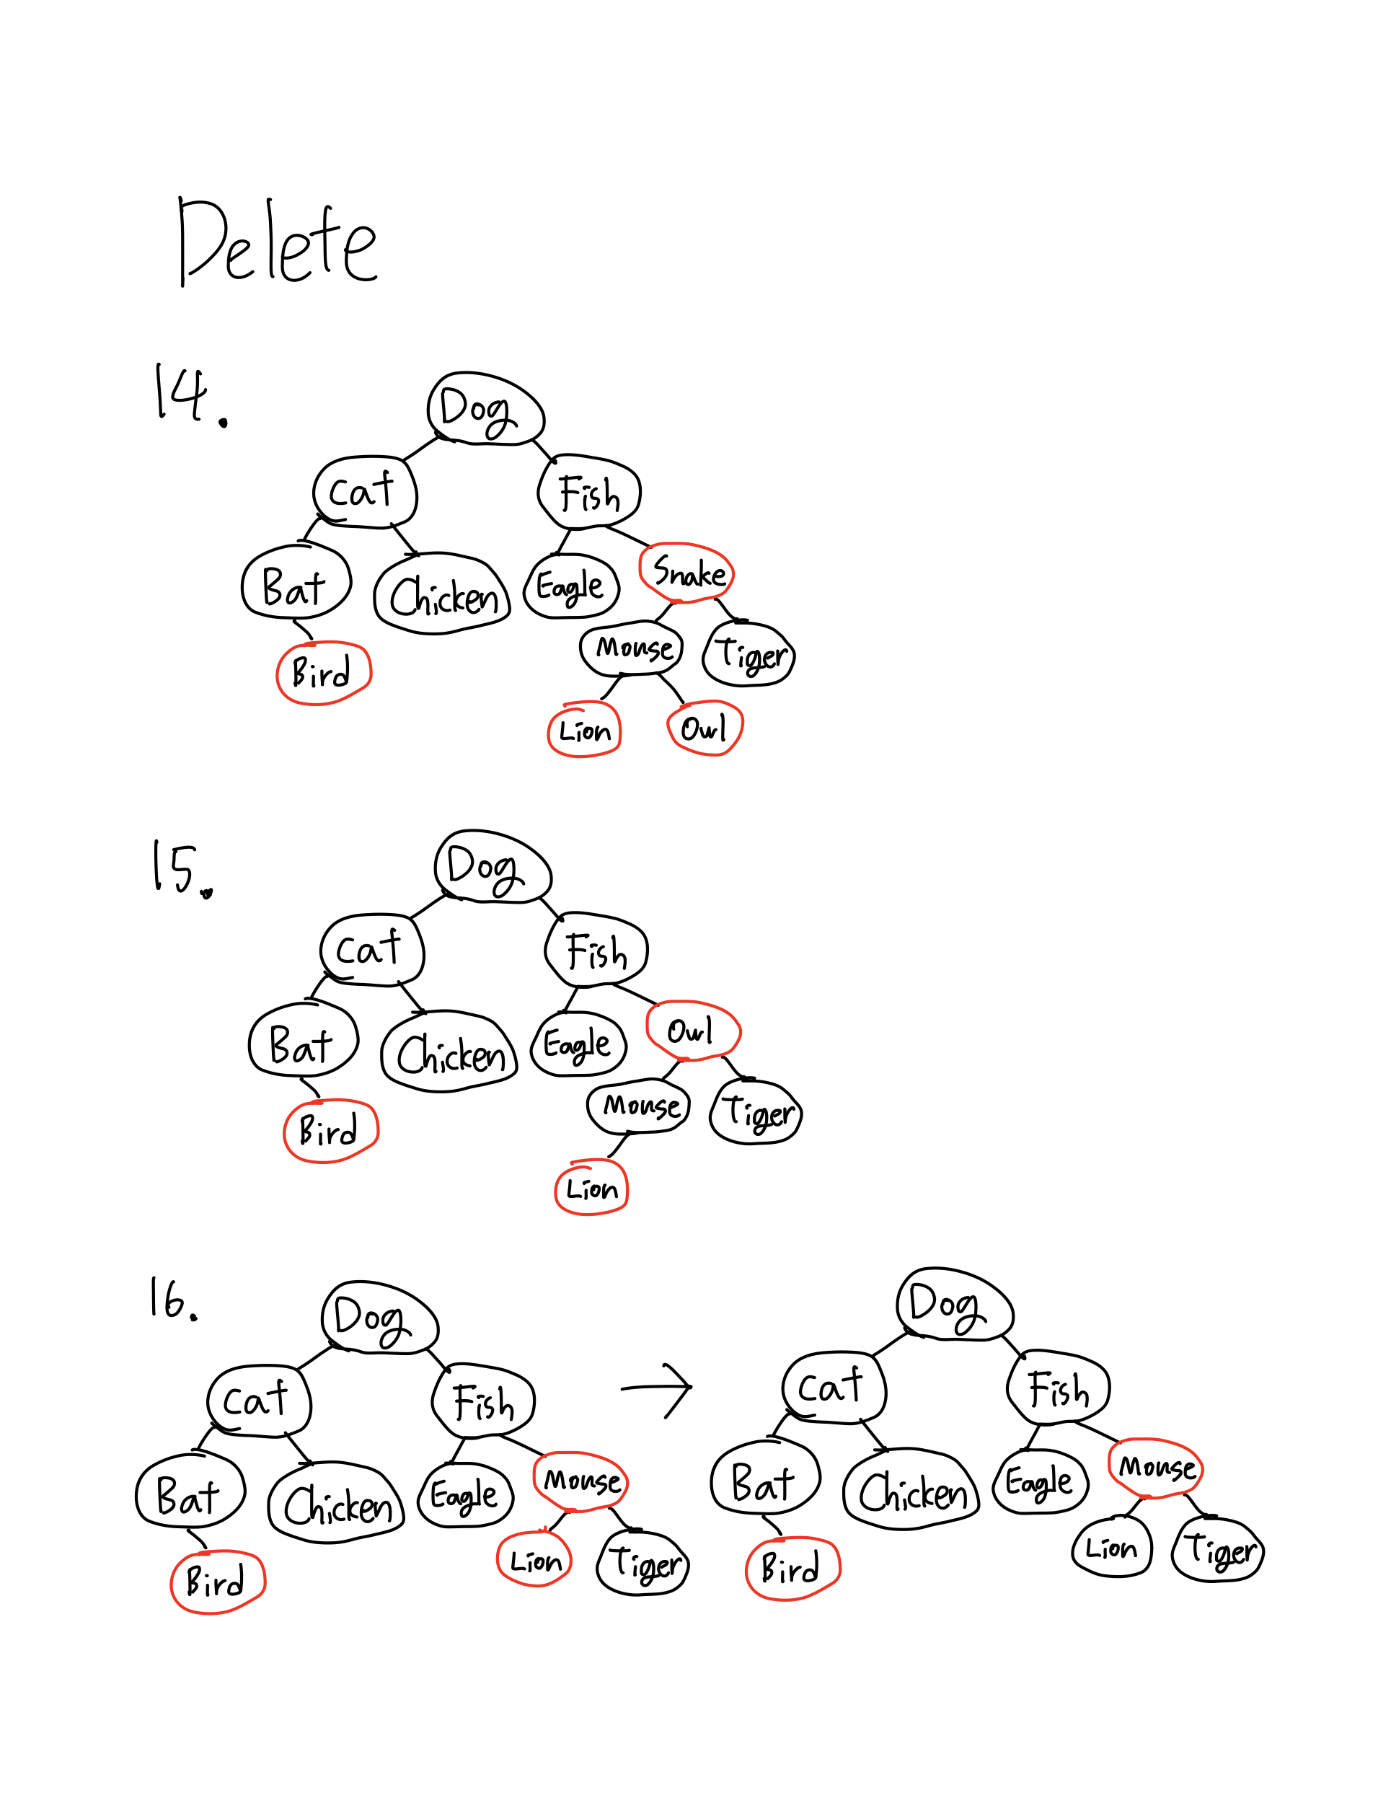 Delete
14.
Dog
Cat Fish
Bat Chicken Eagle Snake
Bird Mouse Tiger
Lion Owl
15.
Dog
Cat Fish
Bat Chicken Eagle Owl
Bird Mouse Tiger
Lion
16.
Dog
Cat Fish
Bat Chicken Eagle Mouse
Bird Lion Tiger
→
Dog
Cat Fish
Bat Chicken Eagle Mouse
Bird Lion Tiger